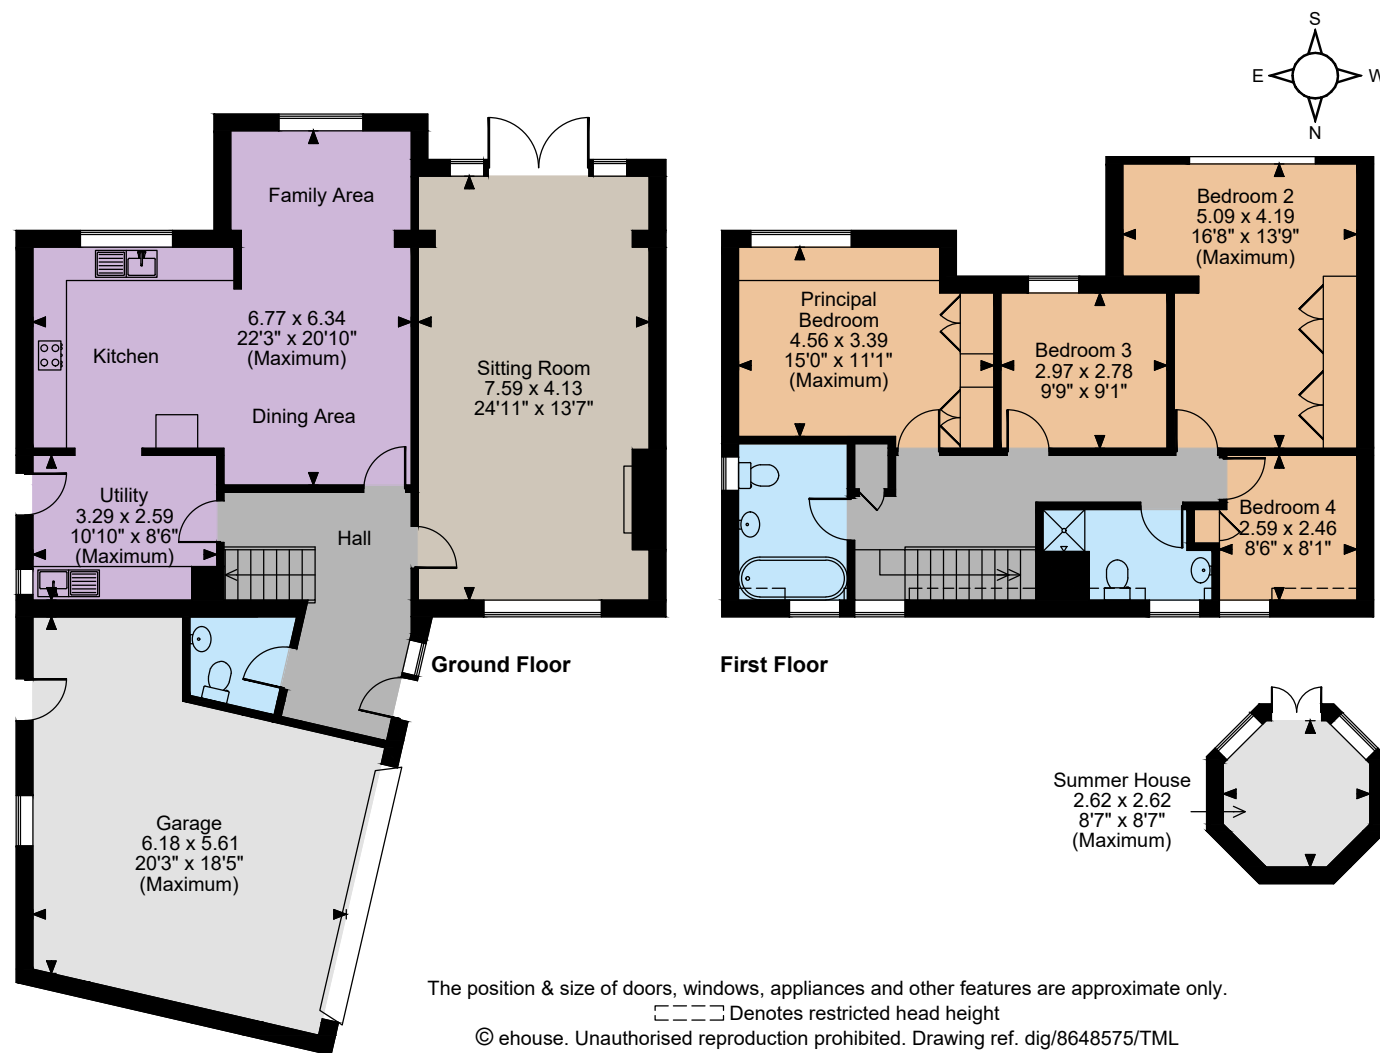 S
E
W
N
Family Area
6.77 x 6.34
22'3" x 20'10"
(Maximum)
Kitchen
Dining Area
Sitting Room
7.59 x 4.13
24'11" x 13'7"
Utility
3.29 x 2.59
10'10" x 8'6"
(Maximum)
Hall
Ground Floor
Garage
6.18 x 5.61
20'3" x 18'5"
(Maximum)
Principal
Bedroom
4.56 x 3.39
15'0" x 11'1"
(Maximum)
Bedroom 2
5.09 x 4.19
16'8" x 13'9"
(Maximum)
Bedroom 3
2.97 x 2.78
9'9" x 9'1"
Bedroom 4
2.59 x 2.46
8'6" x 8'1"
First Floor
Summer House
2.62 x 2.62
8'7" x 8'7"
(Maximum)
The position & size of doors, windows, appliances and other features are approximate only.
Denotes restricted head height
© ehouse. Unauthorised reproduction prohibited. Drawing ref. dig/8648575/TML